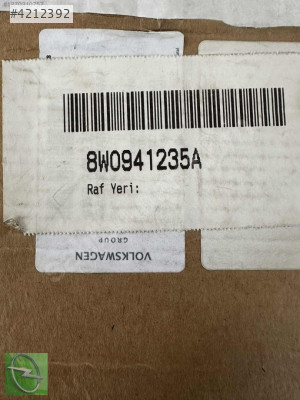 #4212392
8W0941235A
Raf Yeri:
VOLKSWAGEN
GROUP